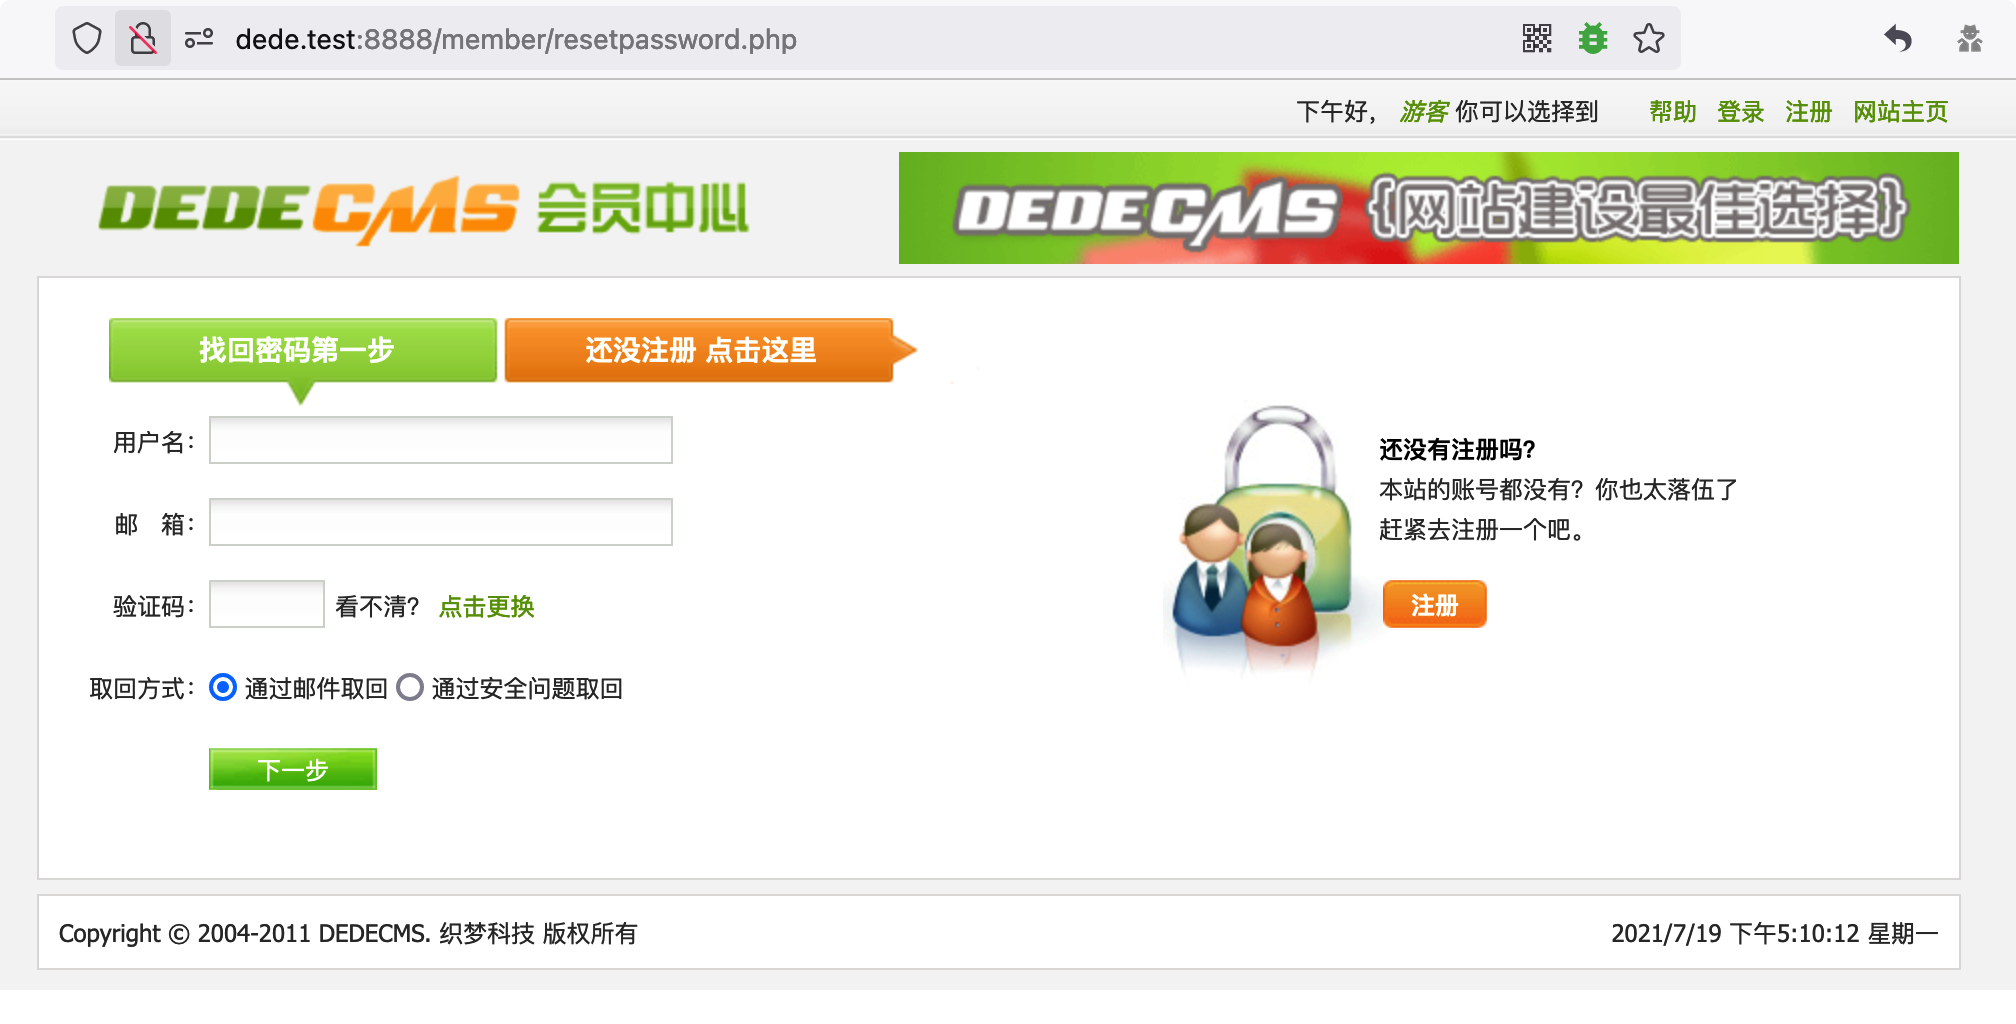 dede.test:8888/member/resetpassword.php
下午好， 游客 你可以选择到 帮助 登录 注册 网站主页
DEDECMS 会员中心
DEDECMS {网站建设最佳选择}
找回密码第一步
还没注册 点击这里
用户名：
邮 箱：
验证码： 看不清？ 点击更换
取回方式： 通过邮件取回 通过安全问题取回
下一步
还没有注册吗？
本站的账号都没有？你也太落伍了
赶紧去注册一个吧。
注册
Copyright © 2004-2011 DEDECMS. 织梦科技 版权所有
2021/7/19 下午5:10:12 星期一